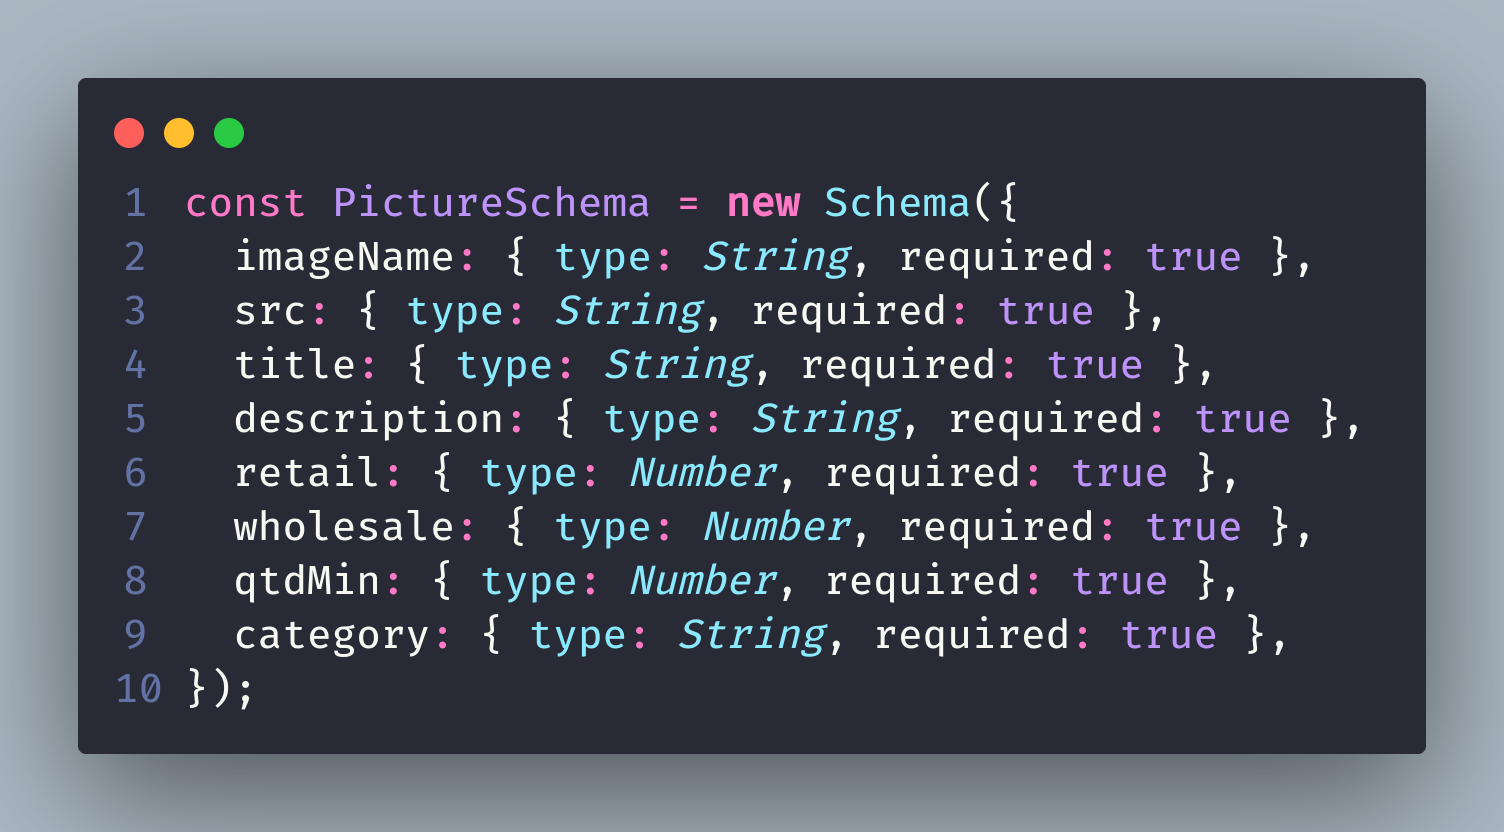 1 const PictureSchema = new Schema({
2   imageName: { type: String, required: true },
3   src: { type: String, required: true },
4   title: { type: String, required: true },
5   description: { type: String, required: true },
6   retail: { type: Number, required: true },
7   wholesale: { type: Number, required: true },
8   qtdMin: { type: Number, required: true },
9   category: { type: String, required: true },
10 });